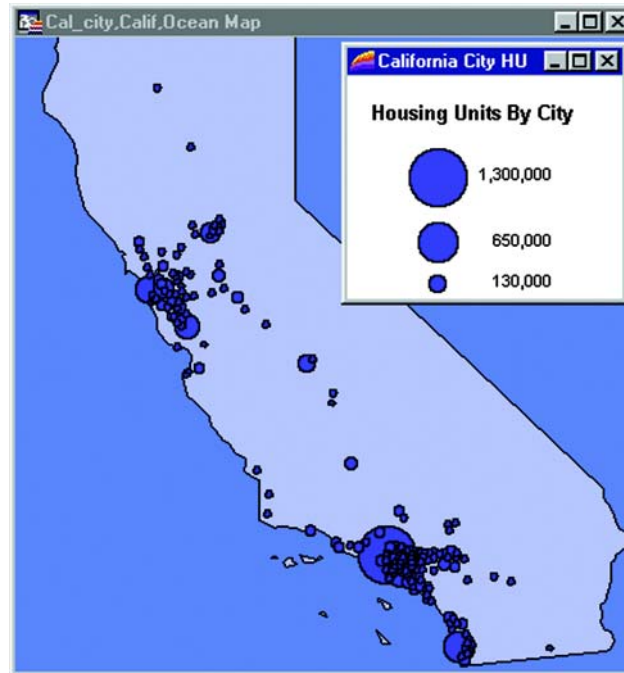 Cal_city,Calif,Ocean Map
California City HU
Housing Units By City
1,300,000
650,000
130,000